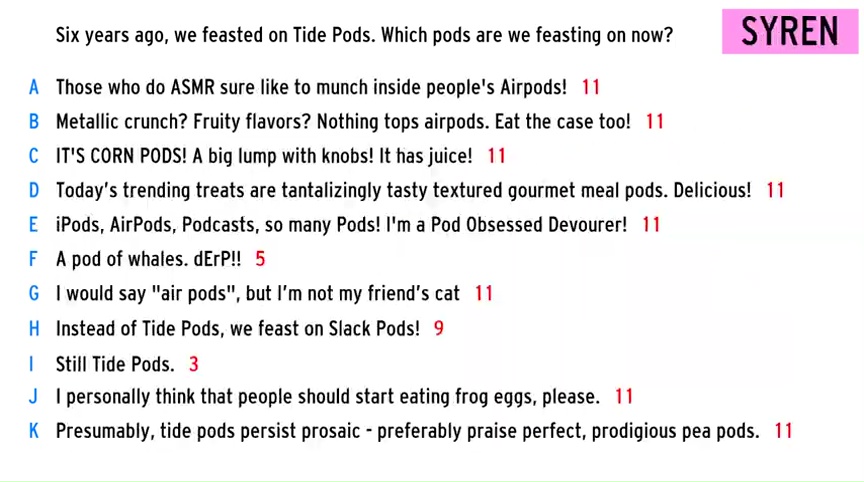 Six years ago, we feasted on Tide Pods. Which pods are we feasting on now?
SYREN
A Those who do ASMR sure like to munch inside people's Airpods! 11
B Metallic crunch? Fruity flavors? Nothing tops airpods. Eat the case too! 11
C IT'S CORN PODS! A big lump with knobs! It has juice! 11
D Today’s trending treats are tantalizingly tasty textured gourmet meal pods. Delicious! 11
E iPods, AirPods, Podcasts, so many Pods! I'm a Pod Obsessed Devourer! 11
F A pod of whales. dErP!! 5
G I would say "air pods", but I’m not my friend’s cat 11
H Instead of Tide Pods, we feast on Slack Pods! 9
I Still Tide Pods. 3
J I personally think that people should start eating frog eggs, please. 11
K Presumably, tide pods persist prosaic - preferably praise perfect, prodigious pea pods. 11